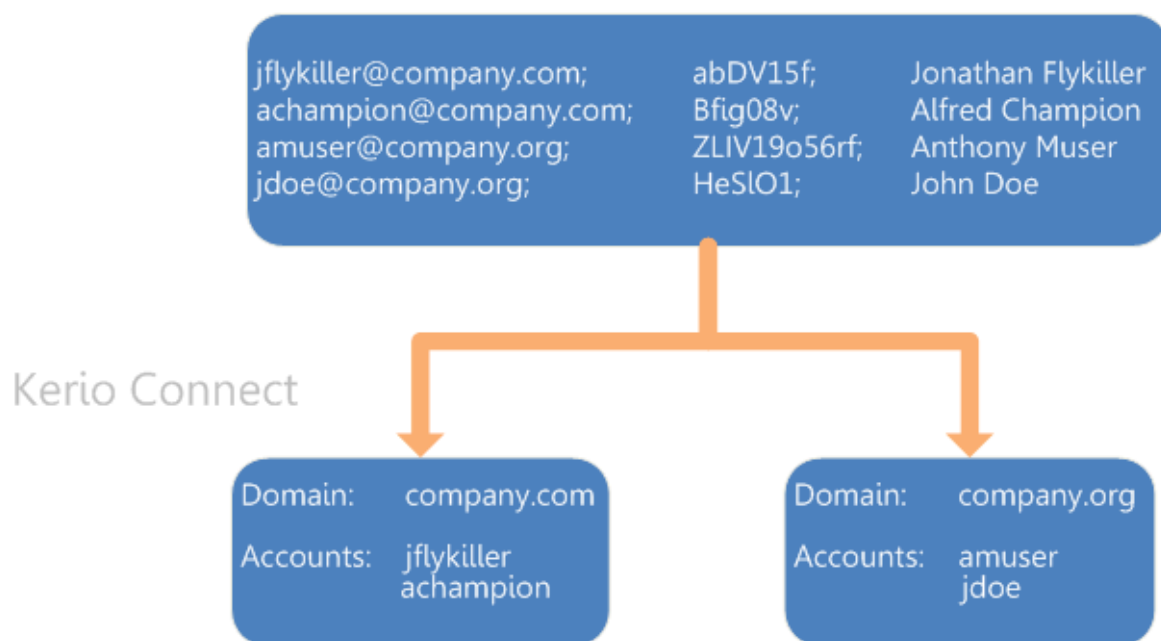 jflykiller@company.com; abDV15f; Jonathan Flykiller
achampion@company.com; Bfig08v; Alfred Champion
amuser@company.org; ZLIV19o56rf; Anthony Muser
jdoe@company.org; HeSlO1; John Doe
Kerio Connect
Domain: company.com
Accounts: jflykiller
achampion
Domain: company.org
Accounts: amuser
jdoe